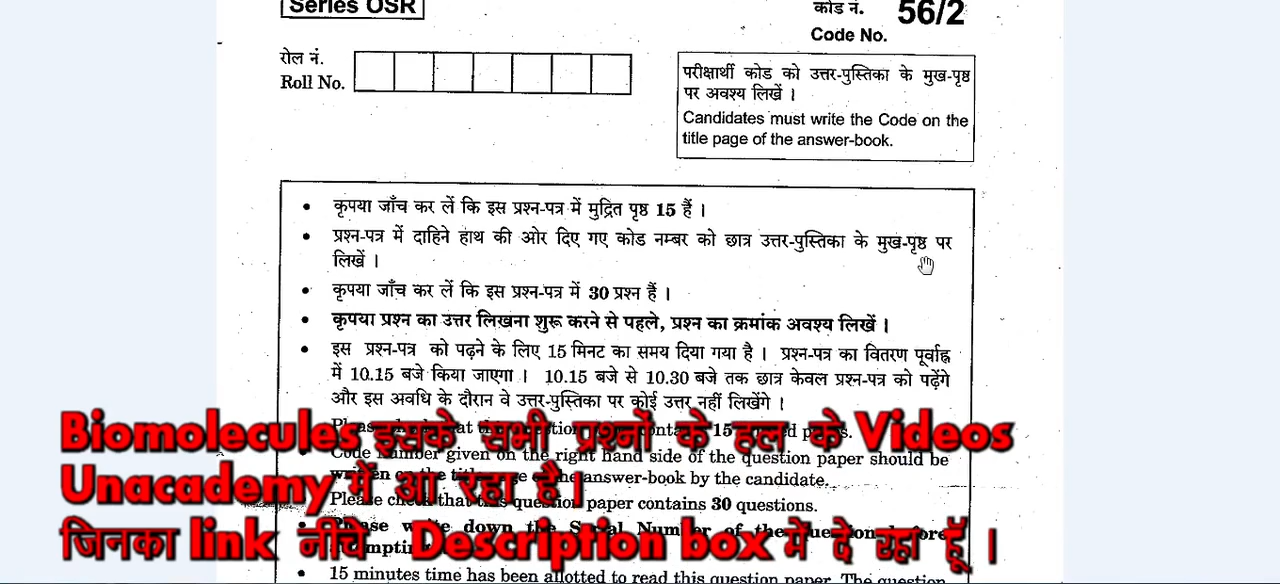 Series OSR
कोड नं. 56/2
Code No.
रोल नं.
Roll No.
परीक्षार्थी कोड को उत्तर-पुस्तिका के मुख-पृष्ठ
पर अवश्य लिखें ।
Candidates must write the Code on the
title page of the answer-book.
• कृपया जाँच कर लें कि इस प्रश्न-पत्र में मुद्रित पृष्ठ 15 हैं ।
• प्रश्न-पत्र में दाहिने हाथ की ओर दिए गए कोड नम्बर को छात्र उत्तर-पुस्तिका के मुख-पृष्ठ पर
लिखें ।
• कृपया जाँच कर लें कि इस प्रश्न-पत्र में 30 प्रश्न हैं ।
• कृपया प्रश्न का उत्तर लिखना शुरू करने से पहले, प्रश्न का क्रमांक अवश्य लिखें ।
• इस प्रश्न-पत्र को पढ़ने के लिए 15 मिनट का समय दिया गया है । प्रश्न-पत्र का वितरण पूर्वाह्न
में 10.15 बजे किया जाएगा । 10.15 बजे से 10.30 बजे तक छात्र केवल प्रश्न-पत्र को पढ़ेंगे
और इस अवधि के दौरान वे उत्तर-पुस्तिका पर कोई उत्तर नहीं लिखेंगे ।
Biomolecules इसके सभी प्रश्नों के हल के Videos
Code Number given on the right hand side of the question paper should be
Unacademy में आ रहा है।
answer-book by the candidate.
Please check that this question paper contains 30 questions.
जिनका link नीचे Description box में दे रहा हूॅं ।
• 15 minutes time has been allotted to read this question paper. The question